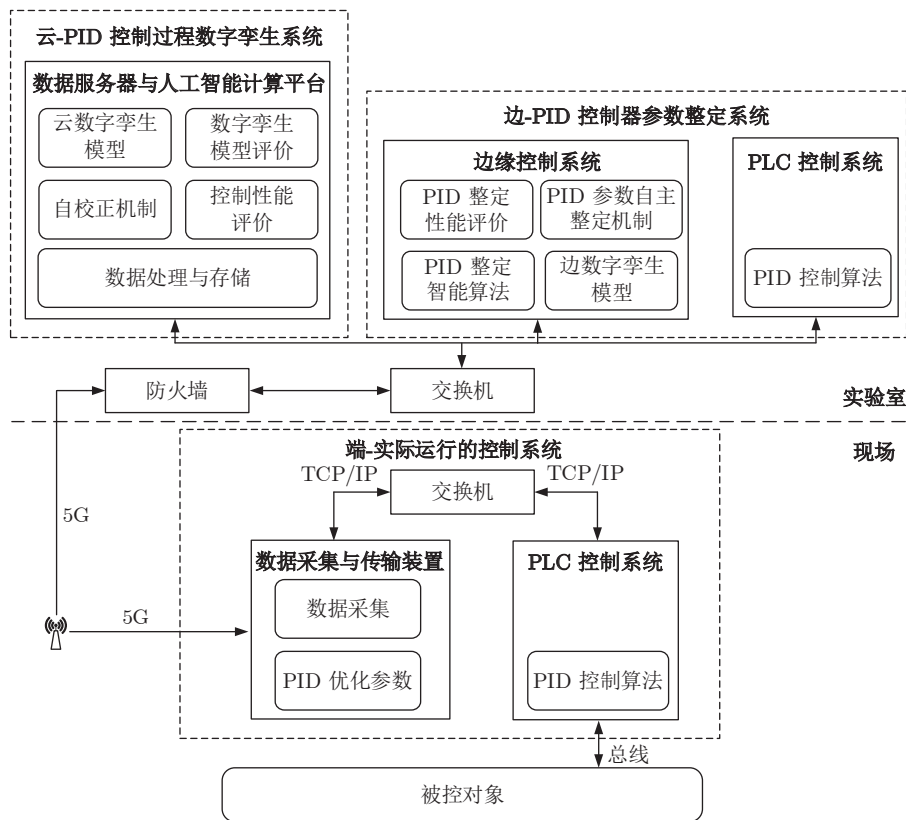 云-PID 控制过程数字孪生系统
数据服务器与人工智能计算平台
云数字孪生
模型
数字孪生
模型评价
自校正机制
控制性能
评价
数据处理与存储
边-PID 控制器参数整定系统
边缘控制系统
PID 整定
性能评价
PID 参数自主
整定机制
PID 整定
智能算法
边数字孪生
模型
PLC 控制系统
PID 控制算法
防火墙
交换机
实验室
现场
端-实际运行的控制系统
TCP/IP
交换机
TCP/IP
5G
5G
数据采集与传输装置
数据采集
PID 优化参数
PLC 控制系统
PID 控制算法
总线
被控对象